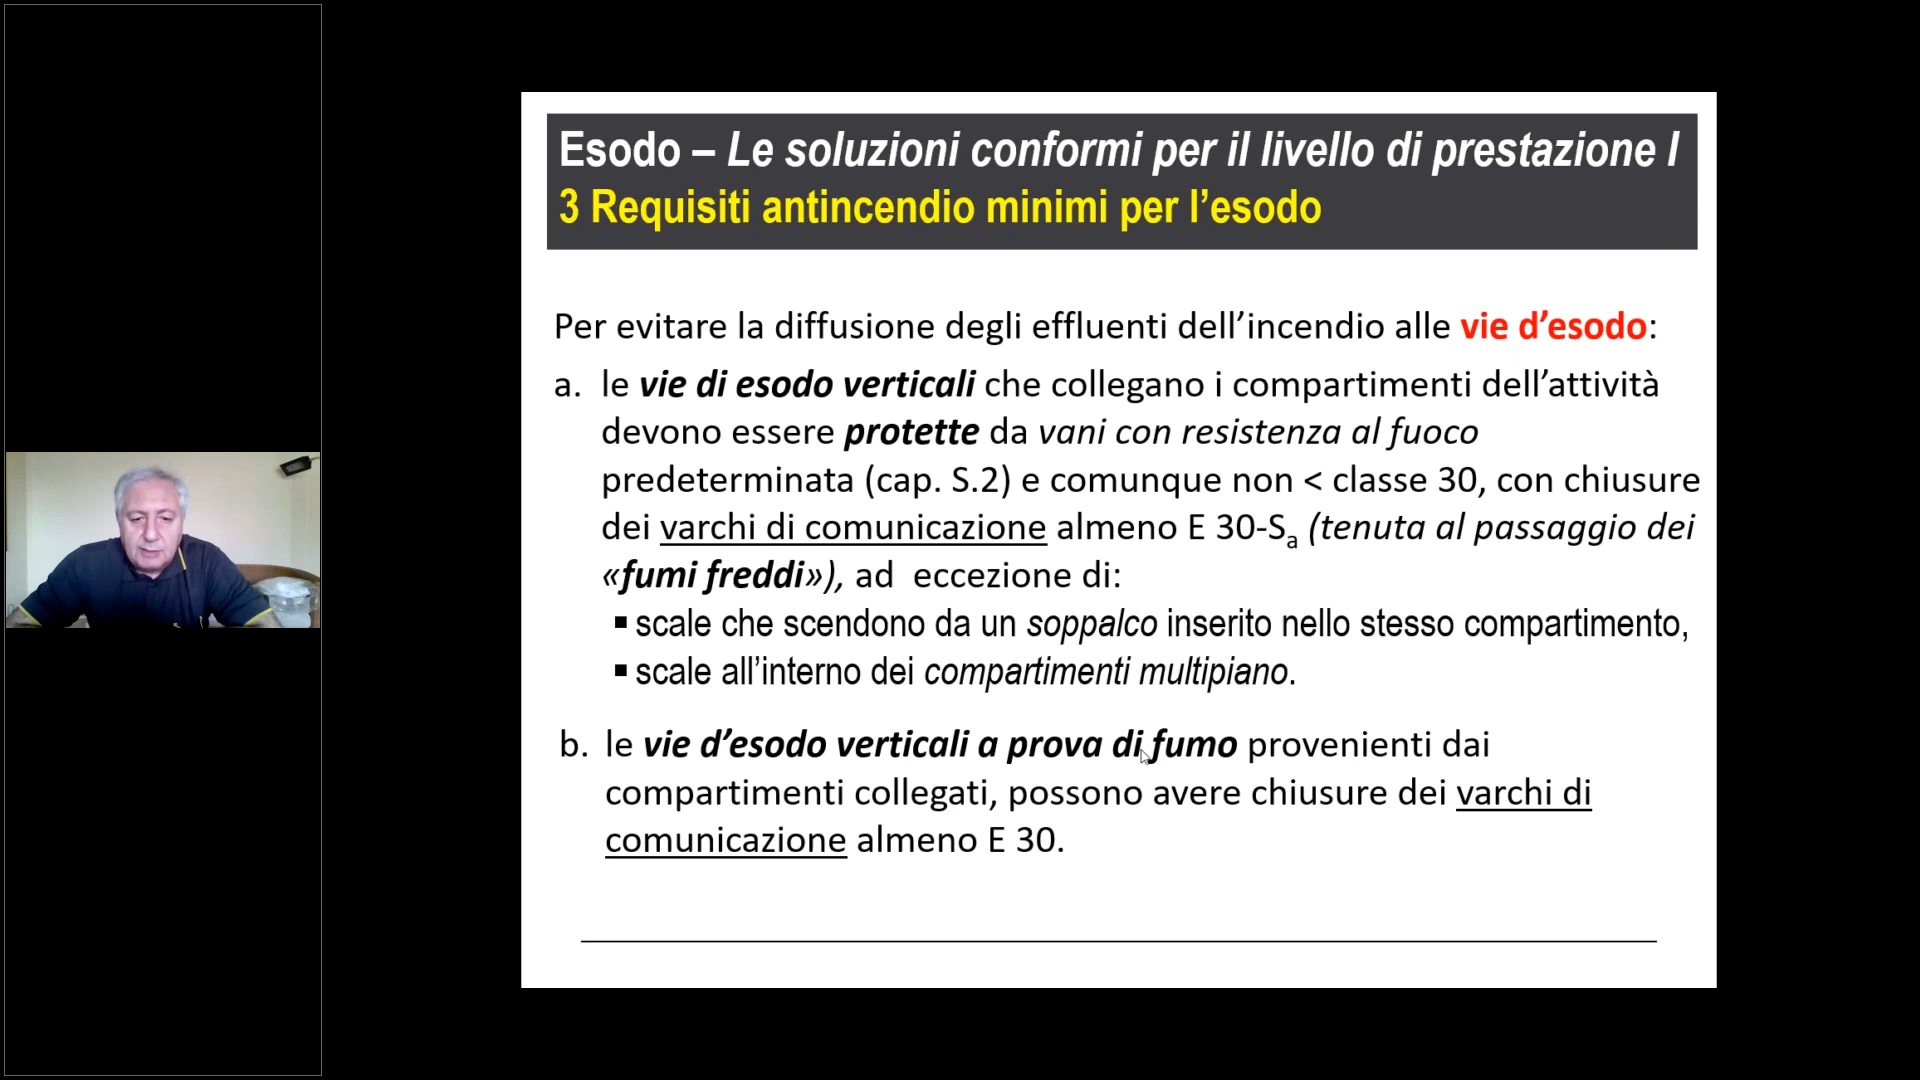 Esodo – Le soluzioni conformi per il livello di prestazione I
3 Requisiti antincendio minimi per l’esodo
Per evitare la diffusione degli effluenti dell’incendio alle vie d’esodo:
a. le vie di esodo verticali che collegano i compartimenti dell’attività
devono essere protette da vani con resistenza al fuoco
predeterminata (cap. S.2) e comunque non < classe 30, con chiusure
dei varchi di comunicazione almeno E 30-Sa (tenuta al passaggio dei
«fumi freddi»), ad eccezione di:
▪ scale che scendono da un soppalco inserito nello stesso compartimento,
▪ scale all’interno dei compartimenti multipiano.
b. le vie d’esodo verticali a prova di fumo provenienti dai
compartimenti collegati, possono avere chiusure dei varchi di
comunicazione almeno E 30.